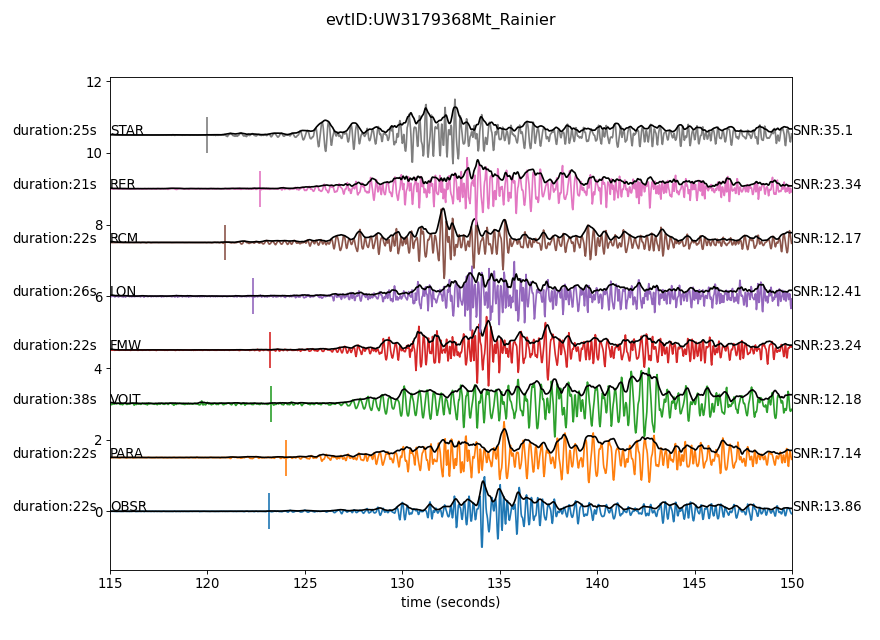 evtID:UW3179368Mt_Rainier
12
duration:25s STAR SNR:35.1
10
duration:21s RER SNR:23.34
8
duration:22s RCM SNR:12.17
duration:26s LON SNR:12.41
6
duration:22s FMW SNR:23.24
4
duration:38s VOIT SNR:12.18
2
duration:22s PARA SNR:17.14
duration:22s OBSR SNR:13.86
0
115 120 125 130 135 140 145 150
time (seconds)